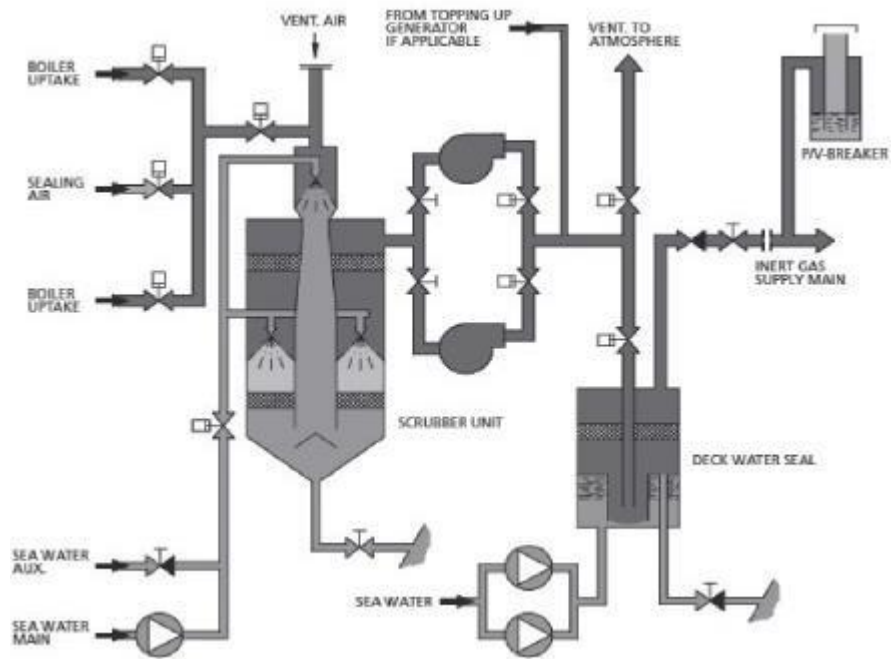 VENT. AIR
FROM TOPPING UP
GENERATOR
IF APPLICABLE
VENT. TO
ATMOSPHERE
BOILER
UPTAKE
P/V-BREAKER
SEALING
AIR
INERT GAS
SUPPLY MAIN
BOILER
UPTAKE
SCRUBBER UNIT
DECK WATER SEAL
SEA WATER
AUX.
SEA WATER
SEA WATER
MAIN